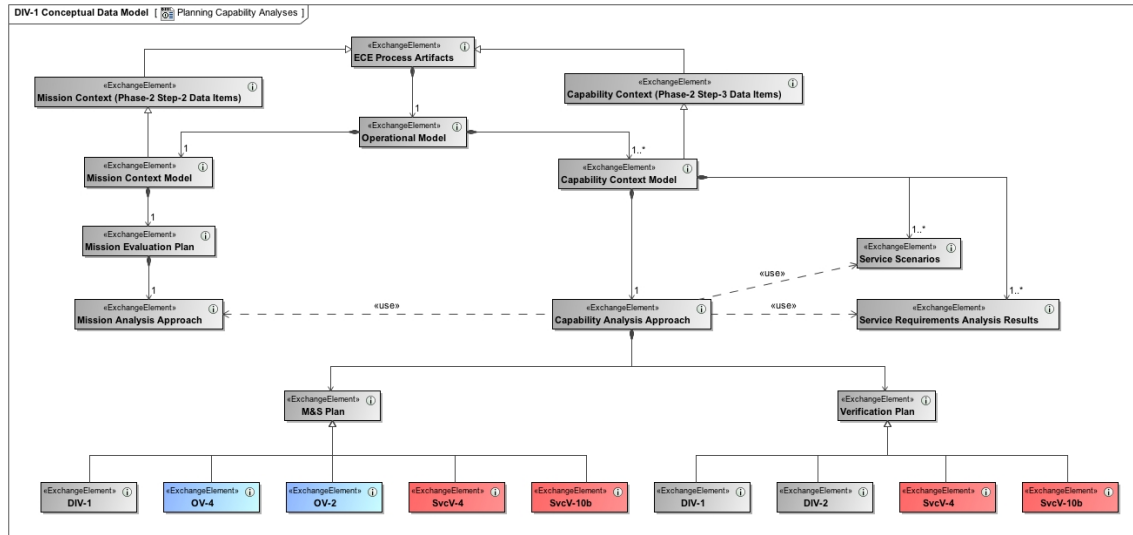 DIV-1 Conceptual Data Model [ Planning Capability Analyses ]
«ExchangeElement»
ECE Process Artifacts
«ExchangeElement»
Mission Context (Phase-2 Step-2 Data Items)
«ExchangeElement»
Capability Context (Phase-2 Step-3 Data Items)
1
«ExchangeElement»
Operational Model
1
1..*
«ExchangeElement»
Mission Context Model
«ExchangeElement»
Capability Context Model
1
«ExchangeElement»
Mission Evaluation Plan
1..*
«ExchangeElement»
Service Scenarios
«use»
1
1
1..*
«ExchangeElement»
Mission Analysis Approach
«use»
«ExchangeElement»
Capability Analysis Approach
«use»
«ExchangeElement»
Service Requirements Analysis Results
«ExchangeElement»
M&S Plan
«ExchangeElement»
Verification Plan
«ExchangeElement»
DIV-1
«ExchangeElement»
OV-4
«ExchangeElement»
OV-2
«ExchangeElement»
SvcV-4
«ExchangeElement»
SvcV-10b
«ExchangeElement»
DIV-1
«ExchangeElement»
DIV-2
«ExchangeElement»
SvcV-4
«ExchangeElement»
SvcV-10b